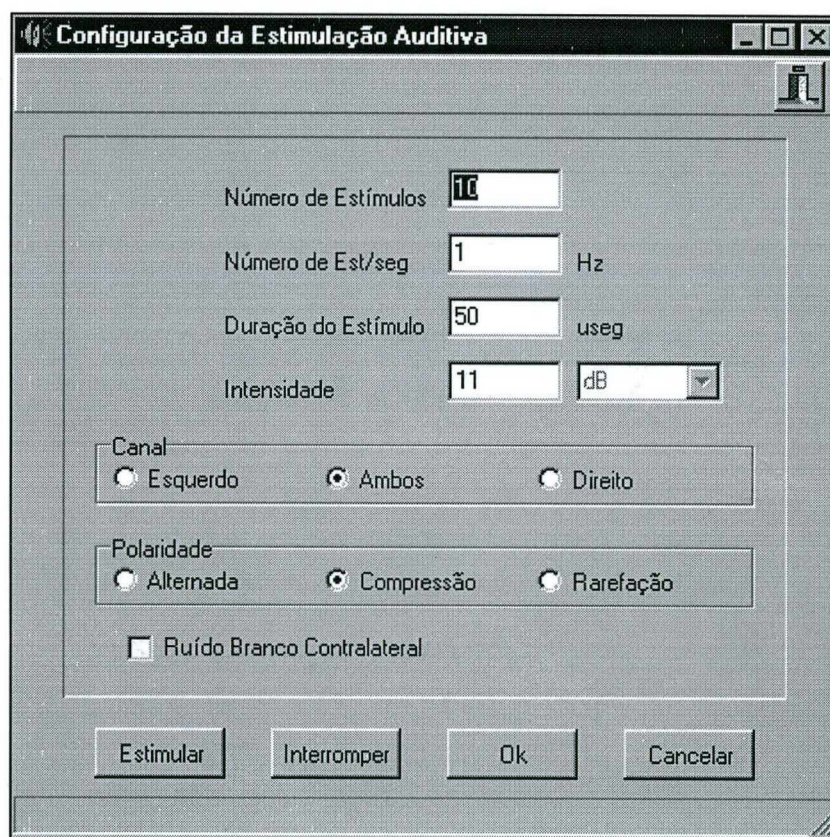 Configuração da Estimulação Auditiva
Número de Estímulos 10
Número de Est/seg 1 Hz
Duração do Estímulo 50 useg
Intensidade 11 dB
Canal
Esquerdo Ambos Direito
Polaridade
Alternada Compressão Rarefação
Ruído Branco Contralateral
Estimular Interromper Ok Cancelar